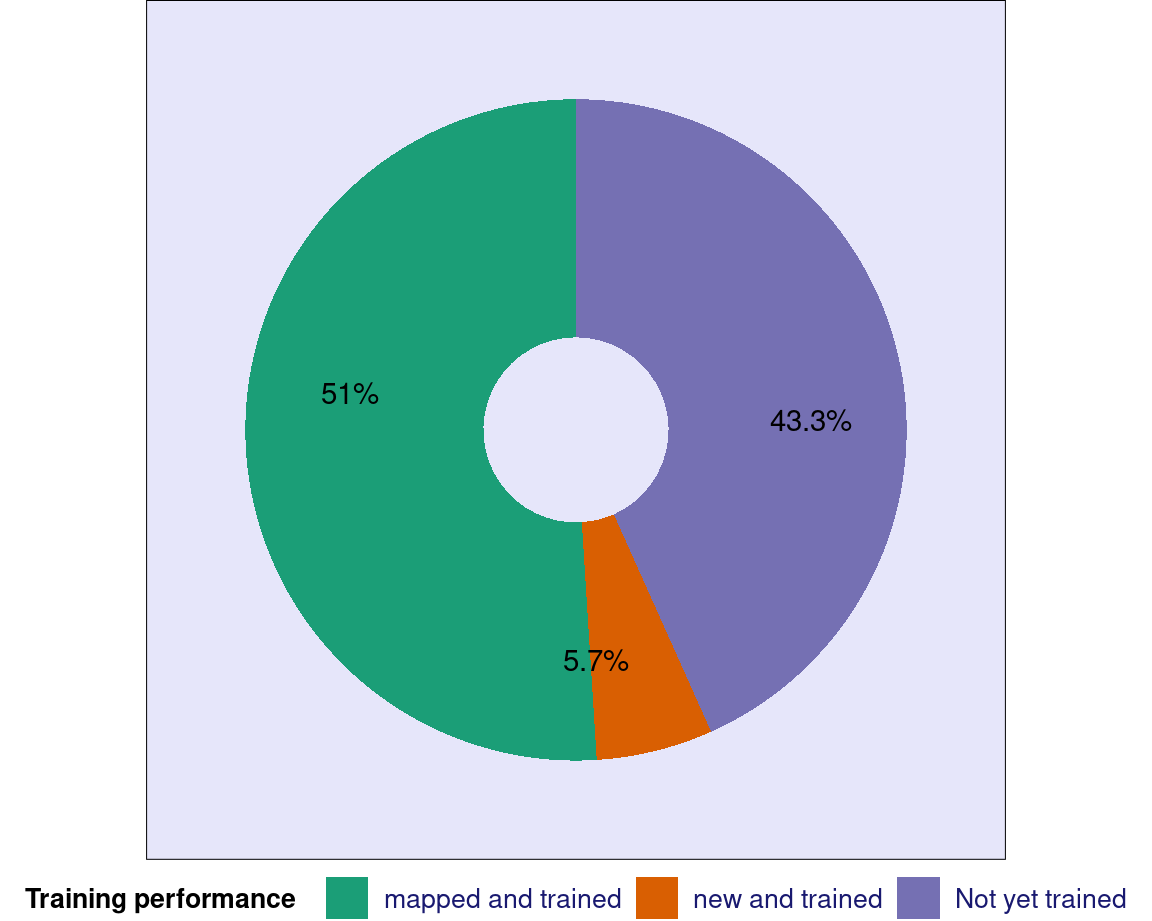 51%
43.3%
5.7%
Training performance mapped and trained new and trained Not yet trained